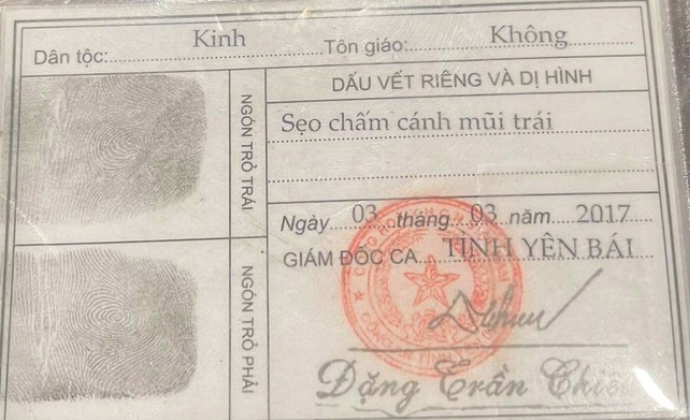 Dân tộc: Kinh Tôn giáo: Không
NGÓN TRỎ TRÁI
DẤU VẾT RIÊNG VÀ DỊ HÌNH
Sẹo chấm cánh mũi trái
Ngày 03 tháng 03 năm 2017
GIÁM ĐỐC CA TỈNH YÊN BÁI
NGÓN TRỎ PHẢI
Đặng Trần